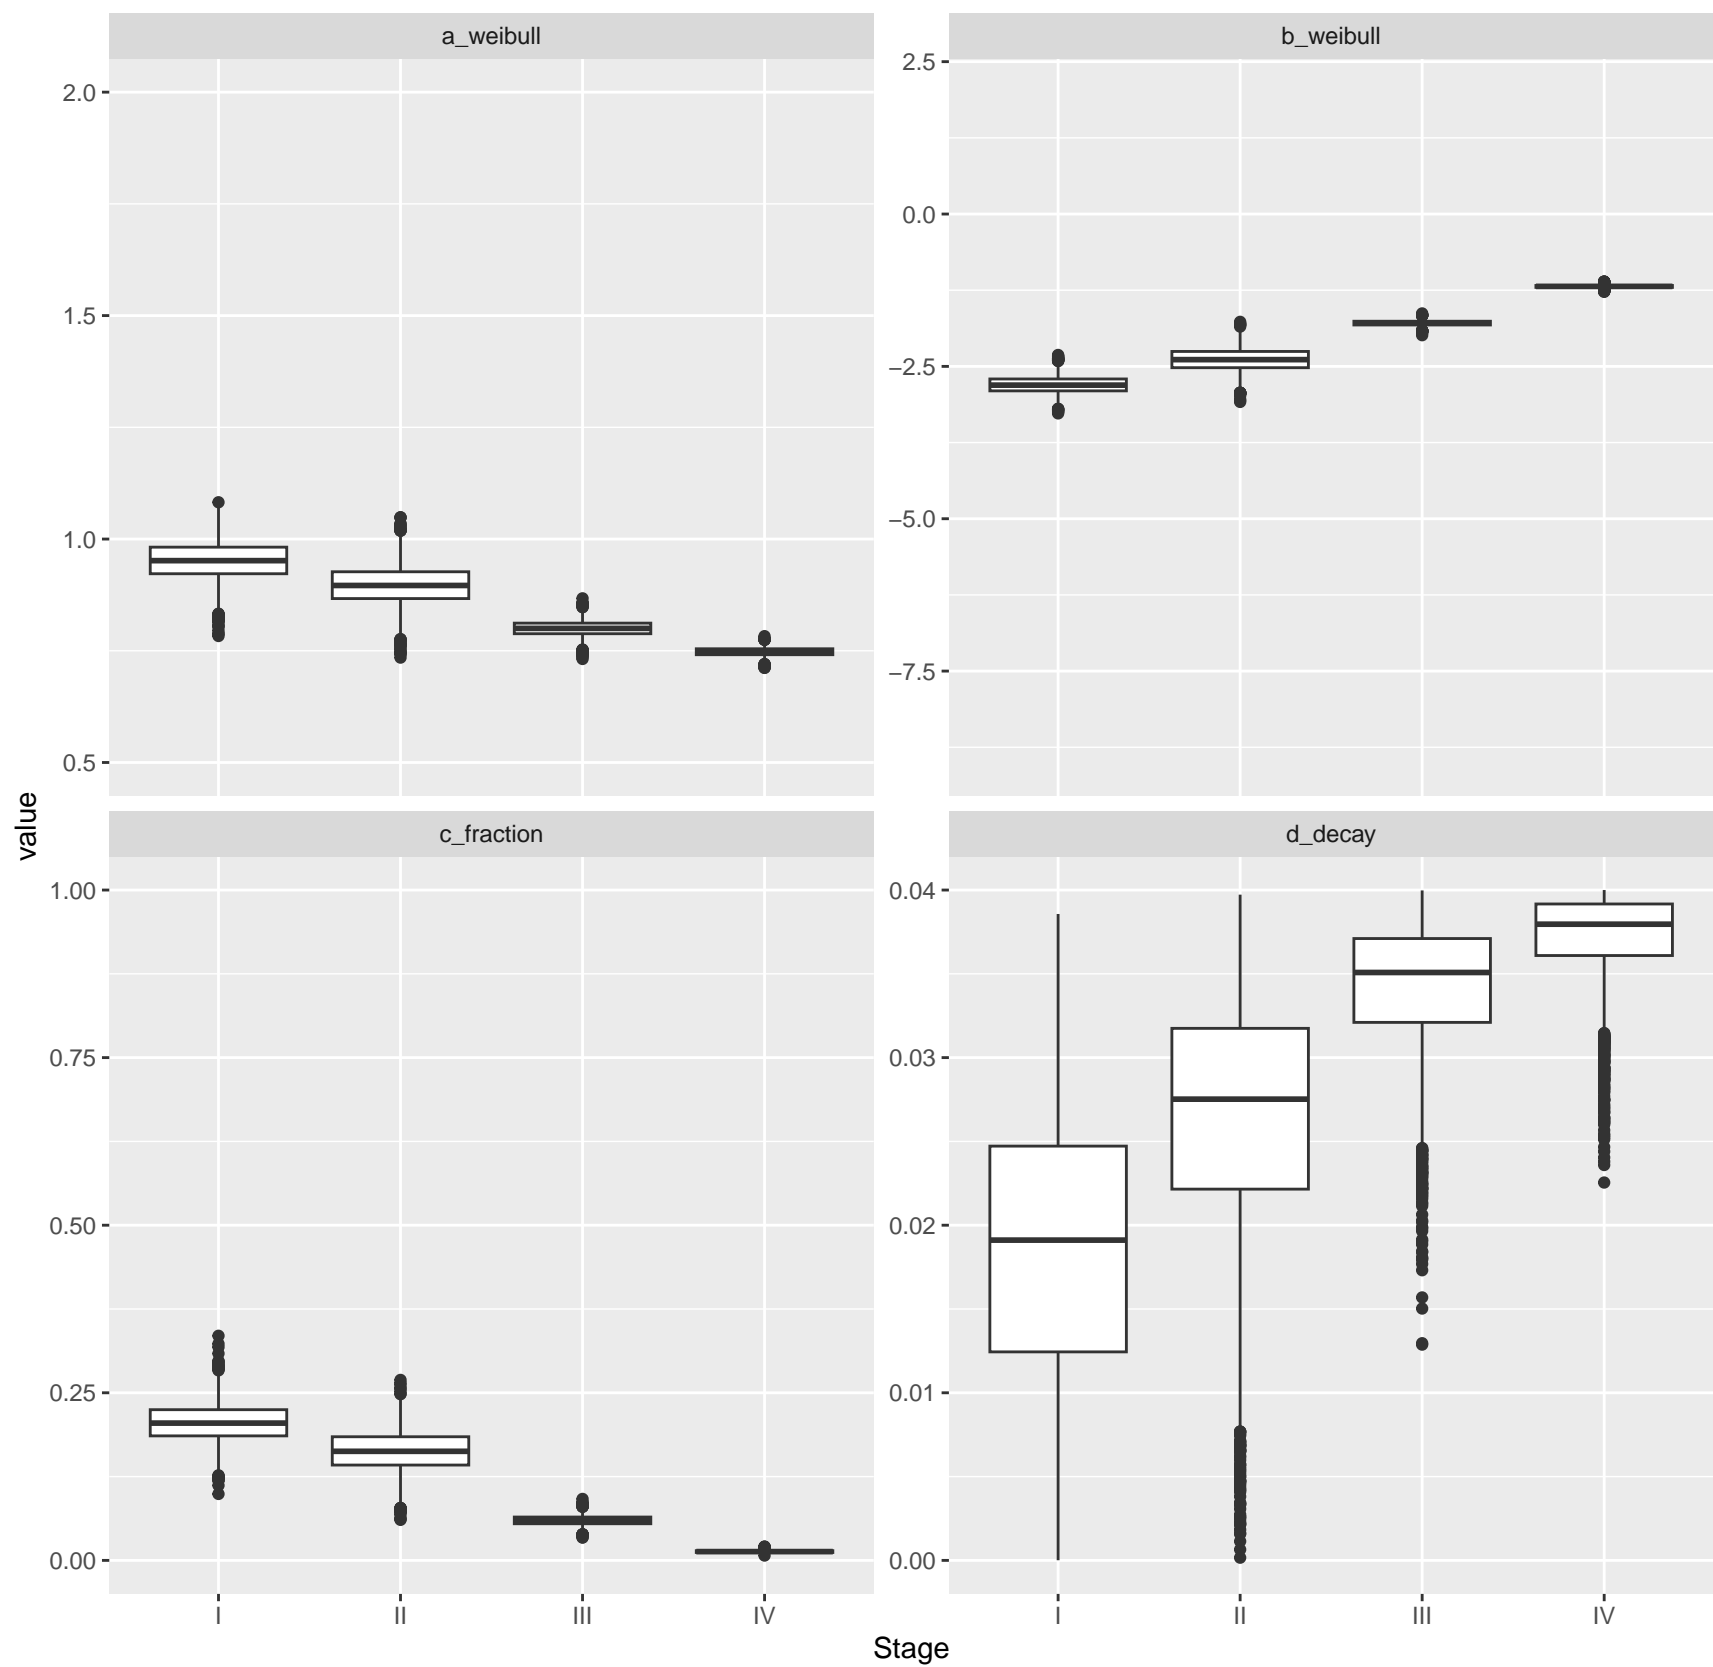 a_weibull
b_weibull
2.0
1.5
1.0
0.5
2.5
0.0
−2.5
−5.0
−7.5
value
c_fraction
d_decay
1.00
0.75
0.50
0.25
0.00
0.04
0.03
0.02
0.01
0.00
I II III IV
I II III IV
Stage